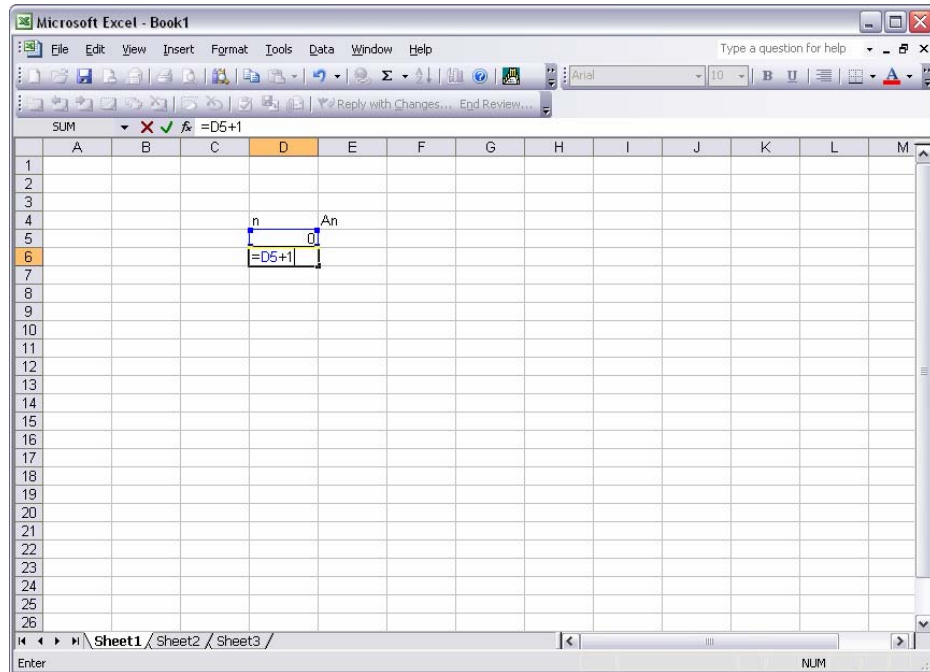 Microsoft Excel - Book1
File Edit View Insert Format Tools Data Window Help Type a question for help
Arial 10 B U A
Reply with Changes... End Review...
SUM fx =D5+1
A B C D E F G H I J K L M
1
2
3
4 n An
5 0
6 =D5+1
7
8
9
10
11
12
13
14
15
16
17
18
19
20
21
22
23
24
25
26
Sheet1 Sheet2 Sheet3
Enter NUM